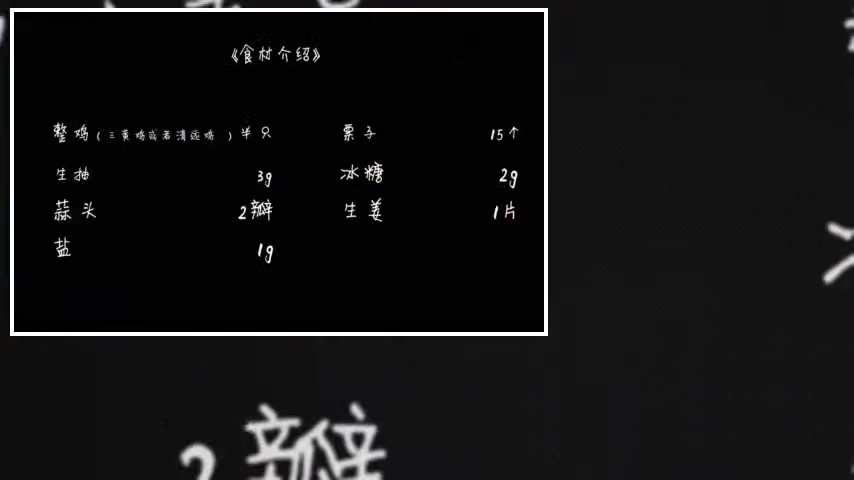 《食材介绍》
整鸡（三黄鸡或者清远鸡）半只 栗子 15个
生抽 3g 冰糖 2g
蒜头 2瓣 生姜 1片
盐 1g
2瓣